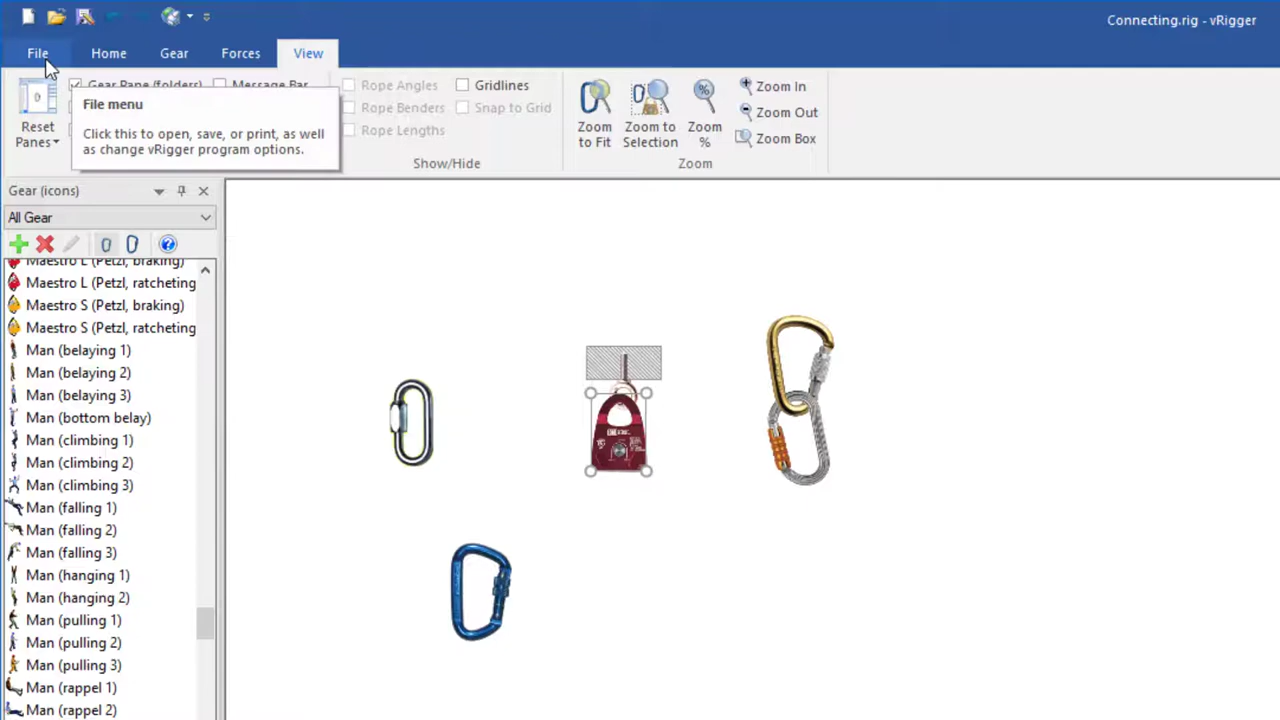 Connecting.rig - vRigger
File
Home
Gear
Forces
View
Reset
Panes
Gear Pane (folders)
Message Bar
File menu
Click this to open, save, or print, as well
as change vRigger program options.
Rope Angles
Rope Benders
Rope Lengths
Gridlines
Snap to Grid
Show/Hide
Zoom
to Fit
Zoom to
Selection
Zoom
%
Zoom In
Zoom Out
Zoom Box
Zoom
Gear (icons)
All Gear
Maestro L (Petzl, braking)
Maestro L (Petzl, ratcheting
Maestro S (Petzl, braking)
Maestro S (Petzl, ratcheting
Man (belaying 1)
Man (belaying 2)
Man (belaying 3)
Man (bottom belay)
Man (climbing 1)
Man (climbing 2)
Man (climbing 3)
Man (falling 1)
Man (falling 2)
Man (falling 3)
Man (hanging 1)
Man (hanging 2)
Man (pulling 1)
Man (pulling 2)
Man (pulling 3)
Man (rappel 1)
Man (rappel 2)